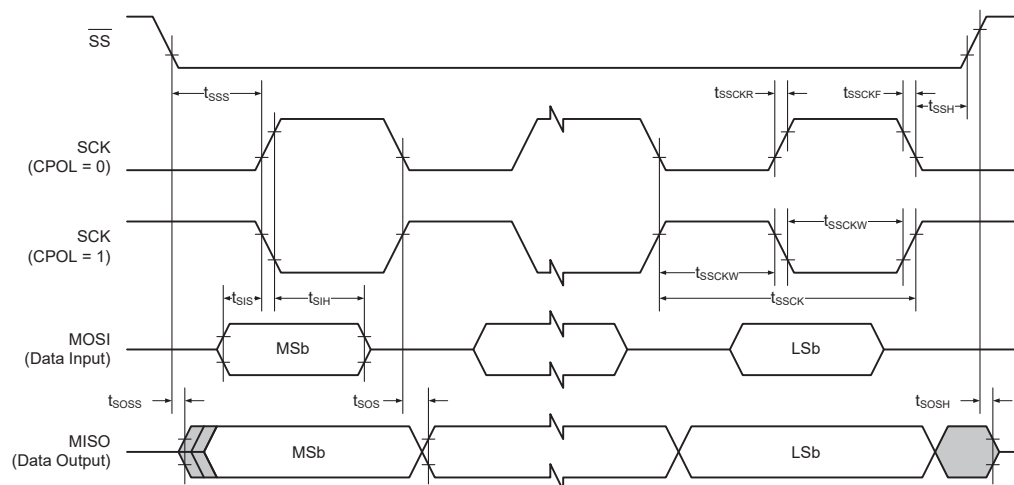 SS
tSSS
tSSCKR
tSSCKF
tSSH
SCK
(CPOL = 0)
SCK
(CPOL = 1)
tSSCKW
tSSCKW
tSIS
tSIH
tSSCK
MOSI
(Data Input)
MSb
LSb
tSOSS
tSOS
tSOSH
MISO
(Data Output)
MSb
LSb